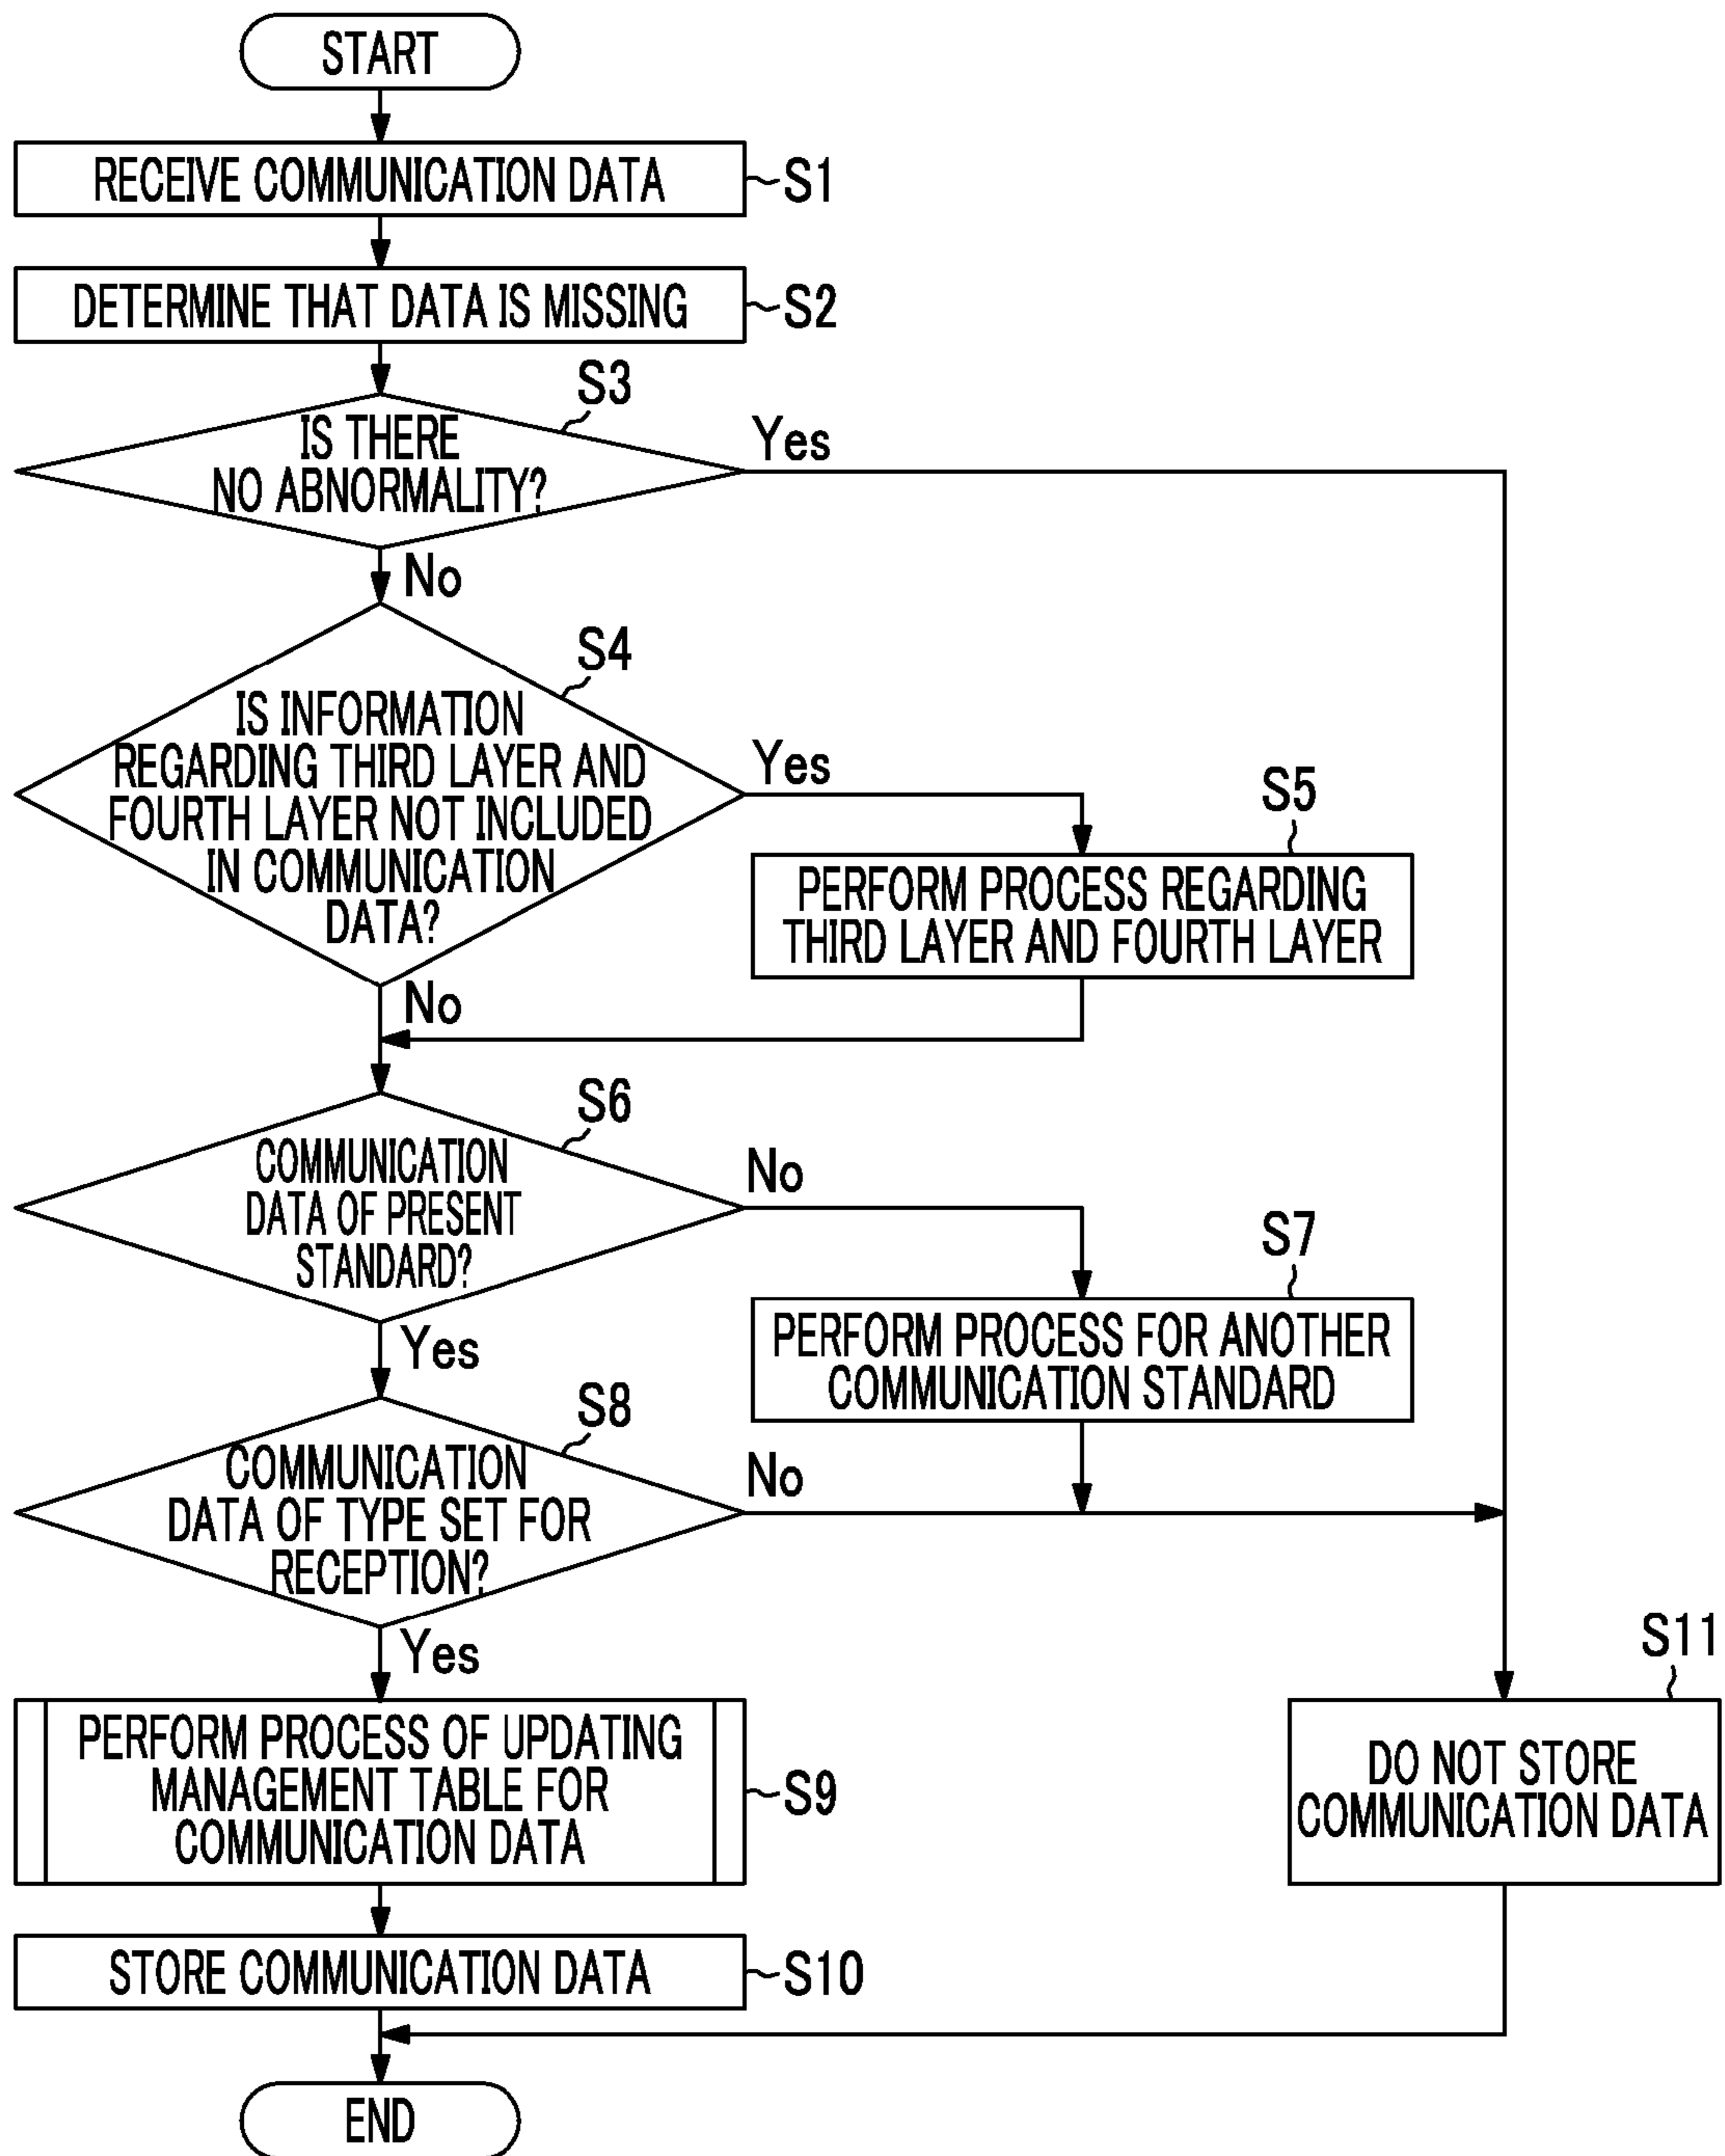 START
RECEIVE COMMUNICATION DATA
S1
DETERMINE THAT DATA IS MISSING
S2
S3
IS THERE
NO ABNORMALITY?
Yes
No
S4
IS INFORMATION
REGARDING THIRD LAYER AND
FOURTH LAYER NOT INCLUDED
IN COMMUNICATION
DATA?
Yes
No
S5
PERFORM PROCESS REGARDING
THIRD LAYER AND FOURTH LAYER
S6
COMMUNICATION
DATA OF PRESENT
STANDARD?
No
Yes
S7
PERFORM PROCESS FOR ANOTHER
COMMUNICATION STANDARD
S8
COMMUNICATION
DATA OF TYPE SET FOR
RECEPTION?
No
Yes
PERFORM PROCESS OF UPDATING
MANAGEMENT TABLE FOR
COMMUNICATION DATA
S9
S11
DO NOT STORE
COMMUNICATION DATA
STORE COMMUNICATION DATA
S10
END